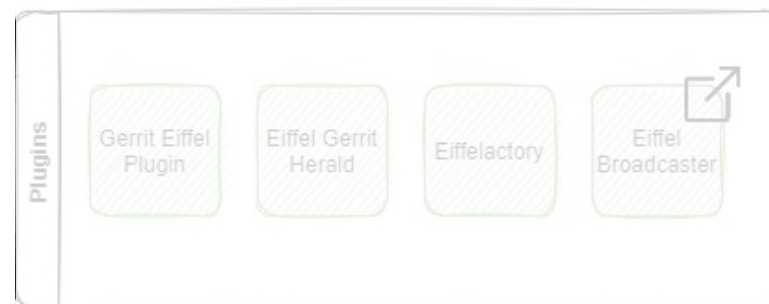 Plugins
Gerrit Eiffel
Plugin
Eiffel Gerrit
Herald
Eiffelactory
Eiffel
Broadcaster